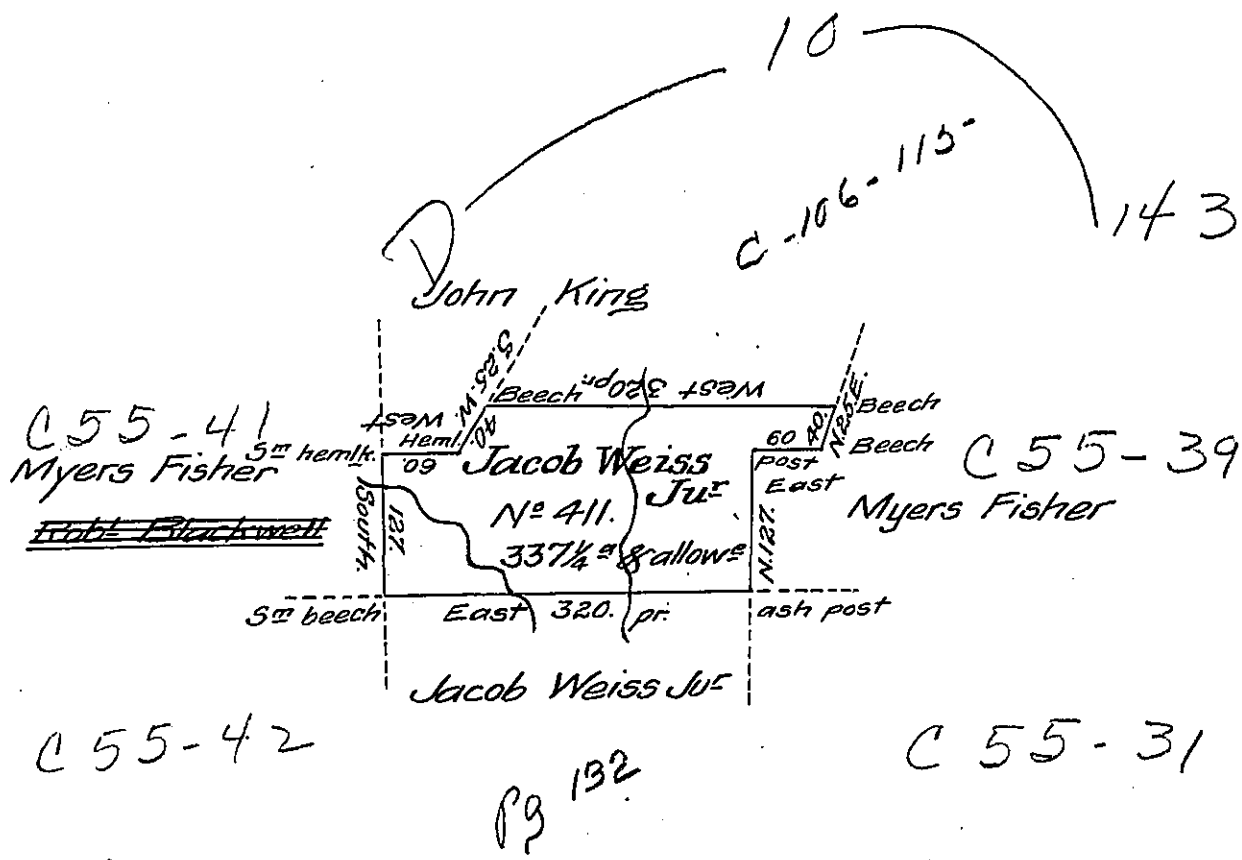 10
D
C-106-115-
143
John King
S.25.W.
40.
Beech
West 320 pr.
N.25E.
40.
Beech
Beech
C55-41
Myers Fisher
Robt Blackwell
West
60
Heml.
Sm hemlk.
South.
127.
Jacob Weiss
Jur
No 411.
337¼ a & allowe
60
Post
East
N.127.
C55-39
Myers Fisher
Sm beech
East 320. pr.
ash post
Jacob Weiss Jur
C55-42
C55-31
Pg 132